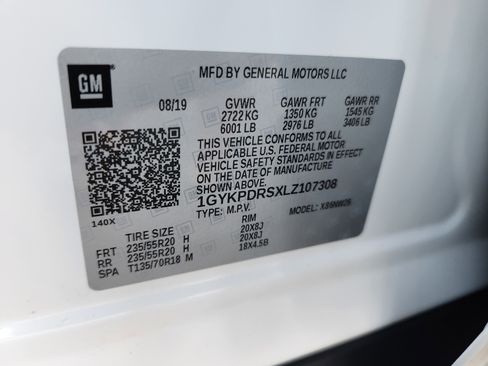 GM
MFD BY GENERAL MOTORS LLC
08/19 GVWR GAWR FRT GAWR RR
2722 KG 1350 KG 1545 KG
6001 LB 2976 LB 3406 LB
THIS VEHICLE CONFORMS TO ALL
APPLICABLE U.S. FEDERAL MOTOR
VEHICLE SAFETY STANDARDS IN EFFECT
ON THE DATE OF MANUFACTURE
SHOWN ABOVE.
1GYKPDRSXLZ107308
TYPE: M.P.V. MODEL:
140X
TIRE SIZE RIM
FRT 235/55R20 H 20X8J
RR 235/55R20 H 20X8J
SPA T135/70R18 M 18X4.5B